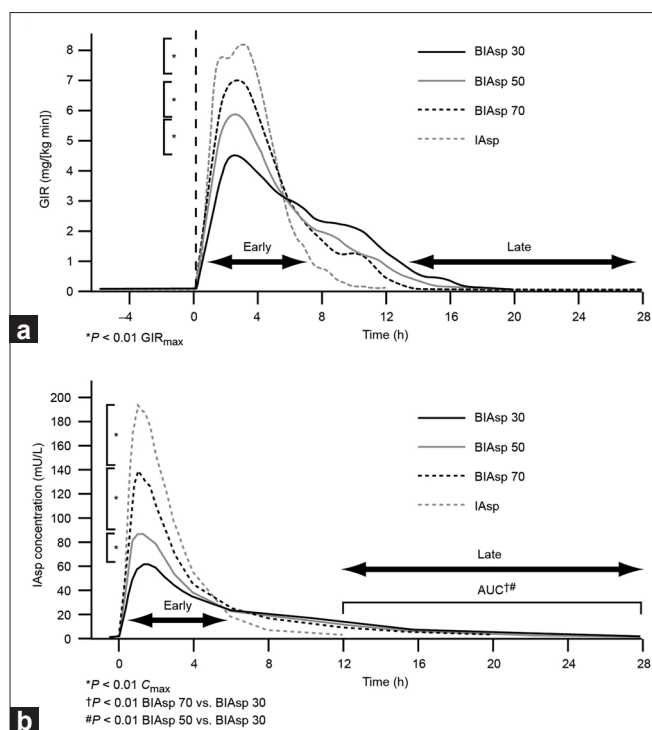 8
7
6
5
4
3
2
1
0
GIR (mg/[kg min])
*
*
*
BIAsp 30
BIAsp 50
BIAsp 70
IAsp
Early
Late
−4 0 4 8 12 16 20 24 28
Time (h)
*P < 0.01 GIRmax
a
200
180
160
140
120
100
80
60
40
20
0
IAsp concentration (mU/L)
*
*
*
BIAsp 30
BIAsp 50
BIAsp 70
IAsp
Late
AUC†#
Early
0 4 8 12 16 20 24 28
Time (h)
*P < 0.01 Cmax
†P < 0.01 BIAsp 70 vs. BIAsp 30
#P < 0.01 BIAsp 50 vs. BIAsp 30
b